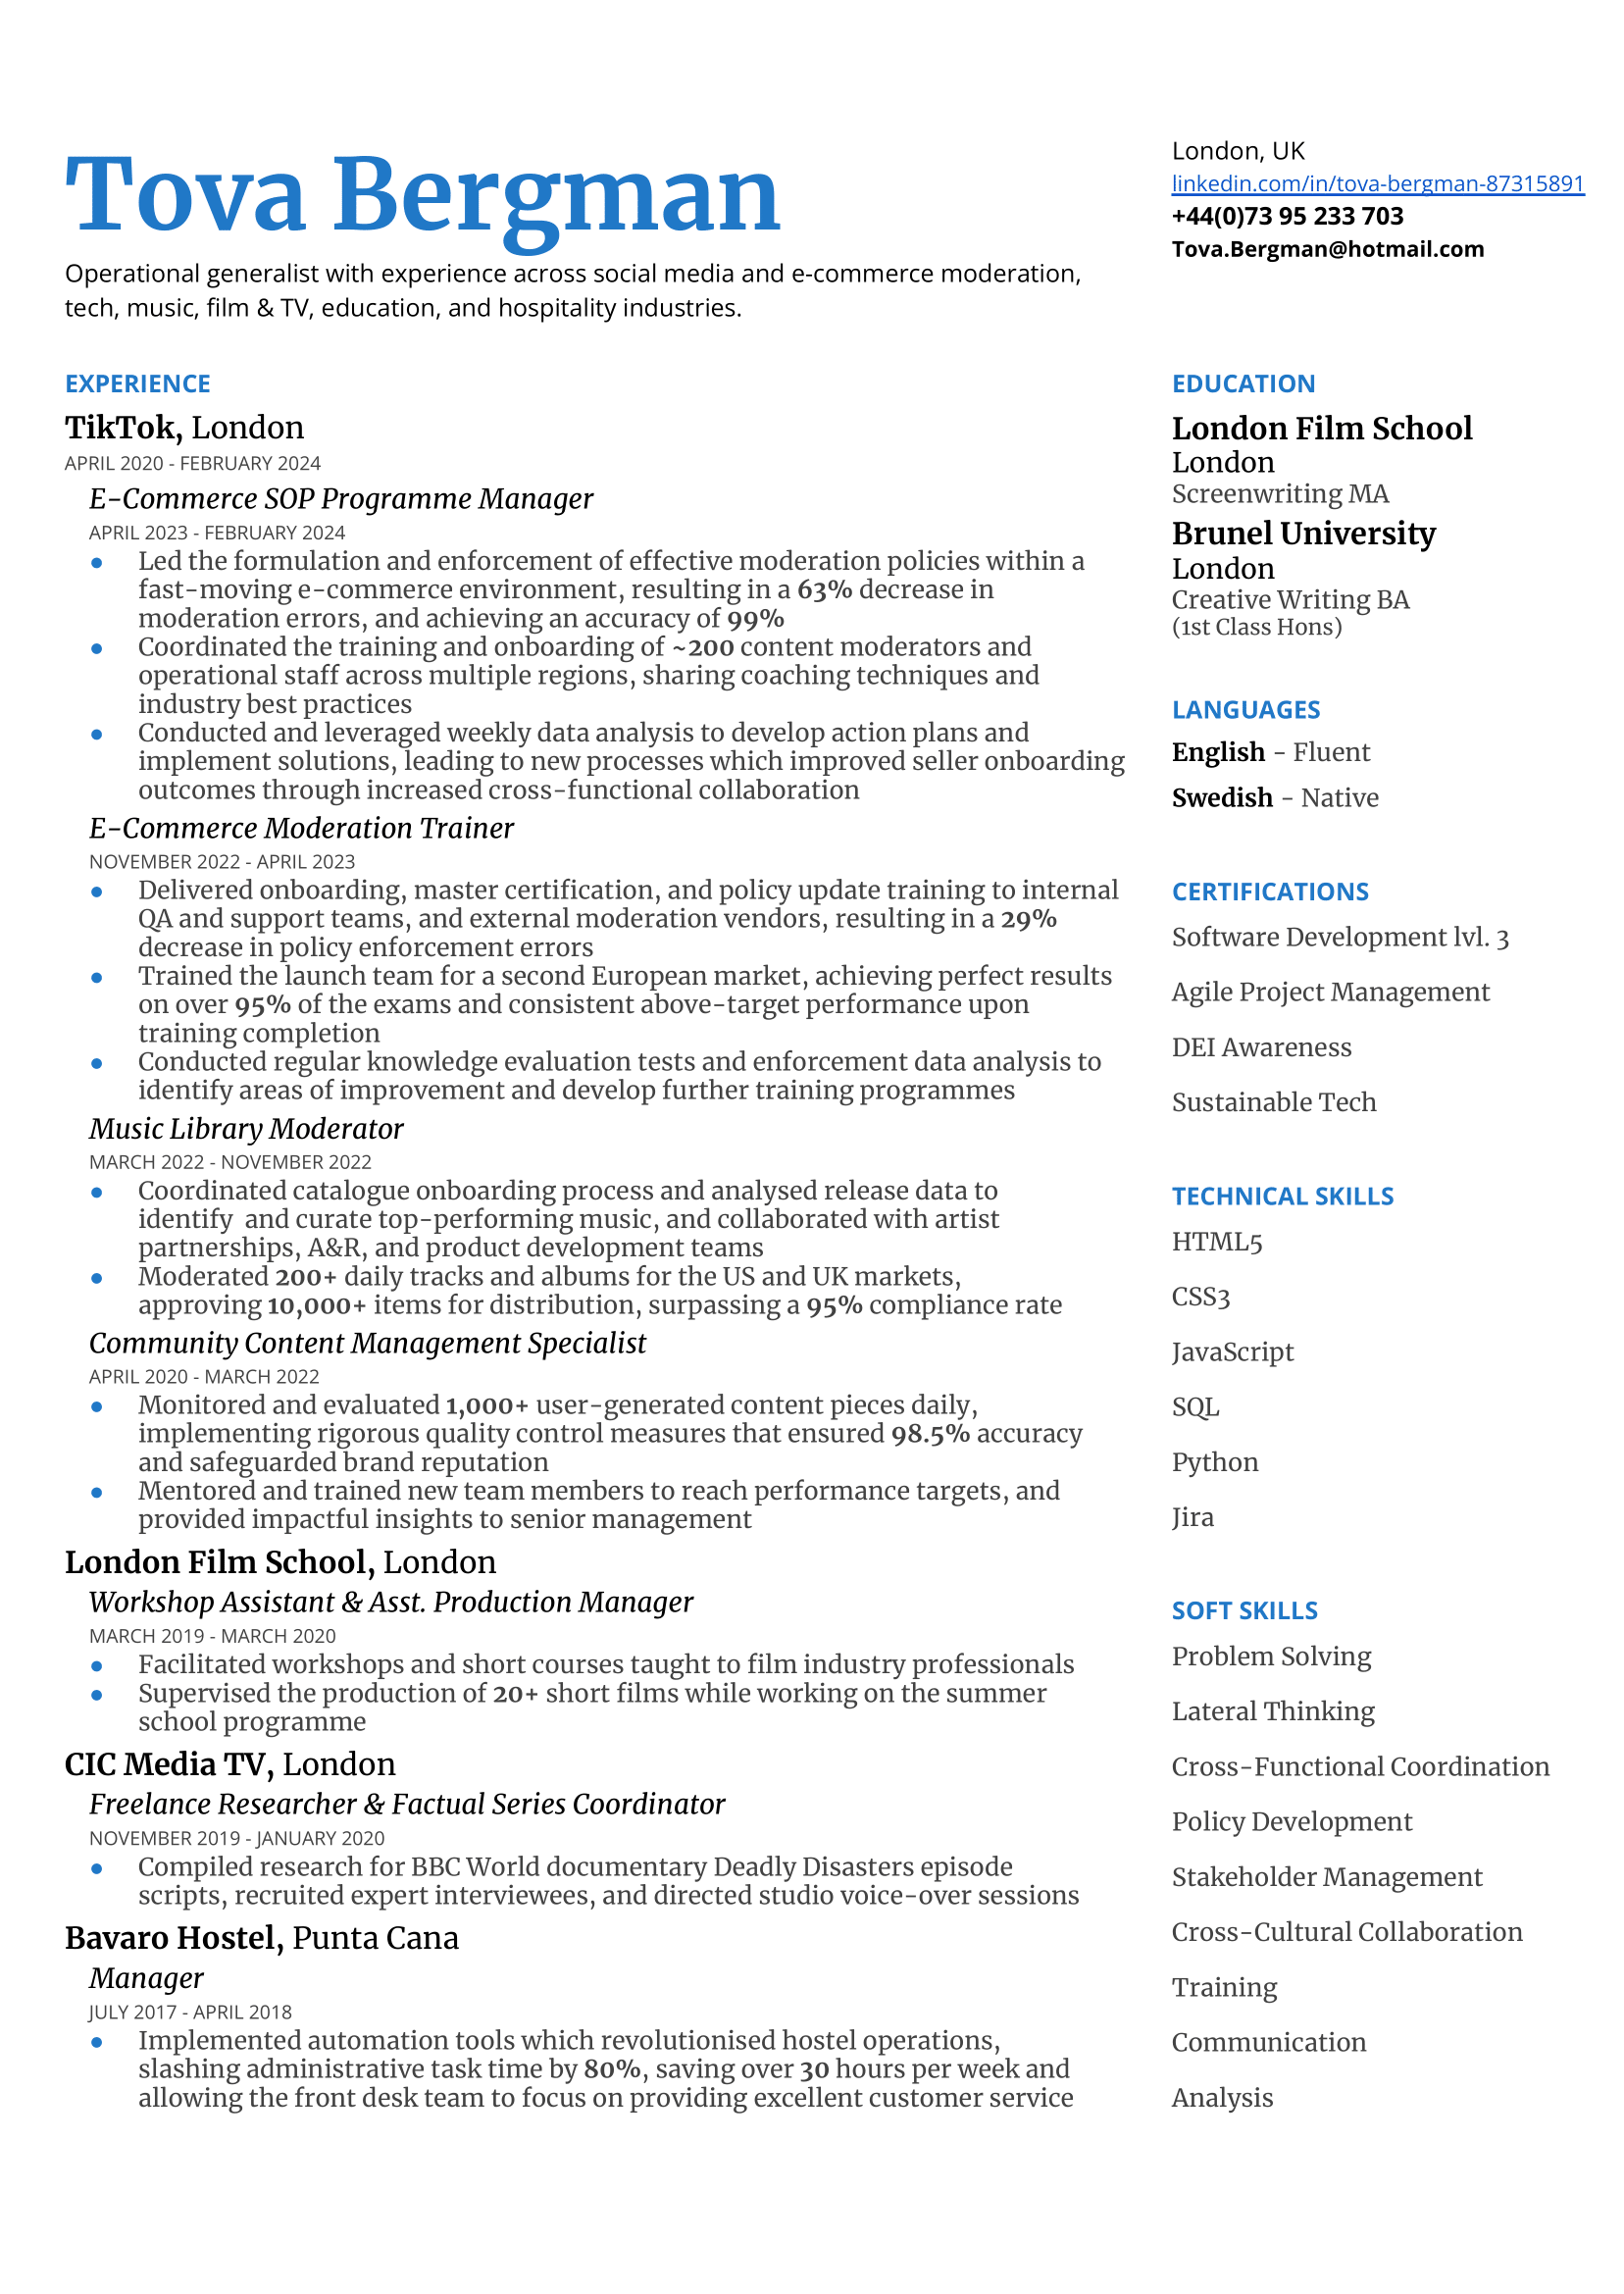 Tova Bergman
Operational generalist with experience across social media and e-commerce moderation,
tech, music, film & TV, education, and hospitality industries.
London, UK
linkedin.com/in/tova-bergman-87315891
+44(0)73 95 233 703
Tova.Bergman@hotmail.com
EXPERIENCE
TikTok, London
APRIL 2020 - FEBRUARY 2024
E-Commerce SOP Programme Manager
APRIL 2023 - FEBRUARY 2024
● Led the formulation and enforcement of effective moderation policies within a
fast-moving e-commerce environment, resulting in a 63% decrease in
moderation errors, and achieving an accuracy of 99%
● Coordinated the training and onboarding of ~200 content moderators and
operational staff across multiple regions, sharing coaching techniques and
industry best practices
● Conducted and leveraged weekly data analysis to develop action plans and
implement solutions, leading to new processes which improved seller onboarding
outcomes through increased cross-functional collaboration
E-Commerce Moderation Trainer
NOVEMBER 2022 - APRIL 2023
● Delivered onboarding, master certification, and policy update training to internal
QA and support teams, and external moderation vendors, resulting in a 29%
decrease in policy enforcement errors
● Trained the launch team for a second European market, achieving perfect results
on over 95% of the exams and consistent above-target performance upon
training completion
● Conducted regular knowledge evaluation tests and enforcement data analysis to
identify areas of improvement and develop further training programmes
Music Library Moderator
MARCH 2022 - NOVEMBER 2022
● Coordinated catalogue onboarding process and analysed release data to
identify  and curate top-performing music, and collaborated with artist
partnerships, A&R, and product development teams
● Moderated 200+ daily tracks and albums for the US and UK markets,
approving 10,000+ items for distribution, surpassing a 95% compliance rate
Community Content Management Specialist
APRIL 2020 - MARCH 2022
● Monitored and evaluated 1,000+ user-generated content pieces daily,
implementing rigorous quality control measures that ensured 98.5% accuracy
and safeguarded brand reputation
● Mentored and trained new team members to reach performance targets, and
provided impactful insights to senior management
London Film School, London
Workshop Assistant & Asst. Production Manager
MARCH 2019 - MARCH 2020
● Facilitated workshops and short courses taught to film industry professionals
● Supervised the production of 20+ short films while working on the summer
school programme
CIC Media TV, London
Freelance Researcher & Factual Series Coordinator
NOVEMBER 2019 - JANUARY 2020
● Compiled research for BBC World documentary Deadly Disasters episode
scripts, recruited expert interviewees, and directed studio voice-over sessions
Bavaro Hostel, Punta Cana
Manager
JULY 2017 - APRIL 2018
● Implemented automation tools which revolutionised hostel operations,
slashing administrative task time by 80%, saving over 30 hours per week and
allowing the front desk team to focus on providing excellent customer service
EDUCATION
London Film School
London
Screenwriting MA
Brunel University
London
Creative Writing BA
(1st Class Hons)
LANGUAGES
English - Fluent
Swedish - Native
CERTIFICATIONS
Software Development lvl. 3
Agile Project Management
DEI Awareness
Sustainable Tech
TECHNICAL SKILLS
HTML5
CSS3
JavaScript
SQL
Python
Jira
SOFT SKILLS
Problem Solving
Lateral Thinking
Cross-Functional Coordination
Policy Development
Stakeholder Management
Cross-Cultural Collaboration
Training
Communication
Analysis